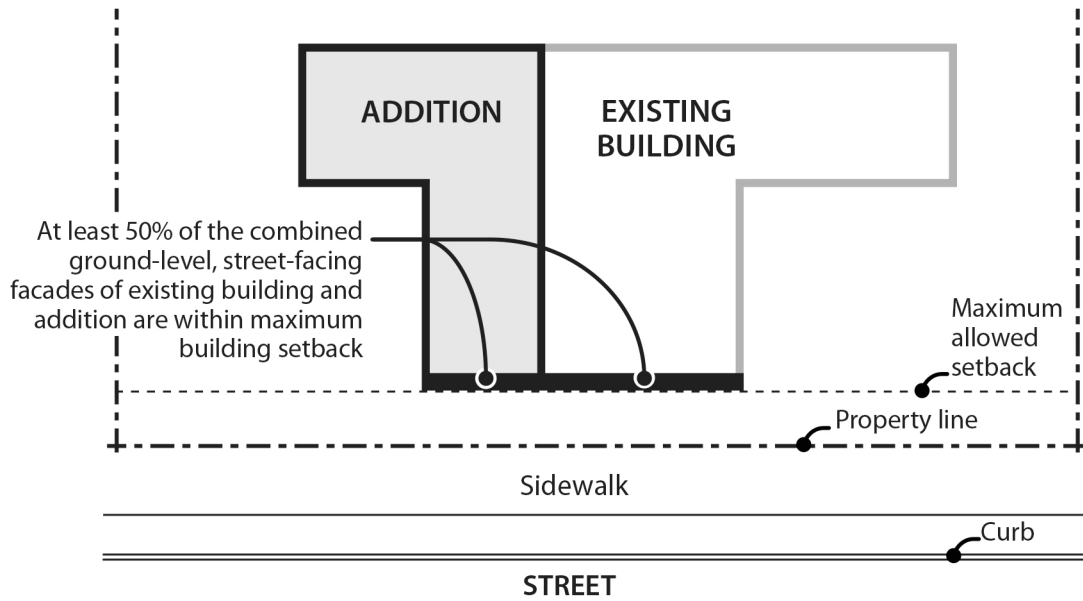 ADDITION
EXISTING
BUILDING
At least 50% of the combined
ground-level, street-facing
facades of existing building and
addition are within maximum
building setback
Maximum
allowed
setback
Property line
Sidewalk
Curb
STREET